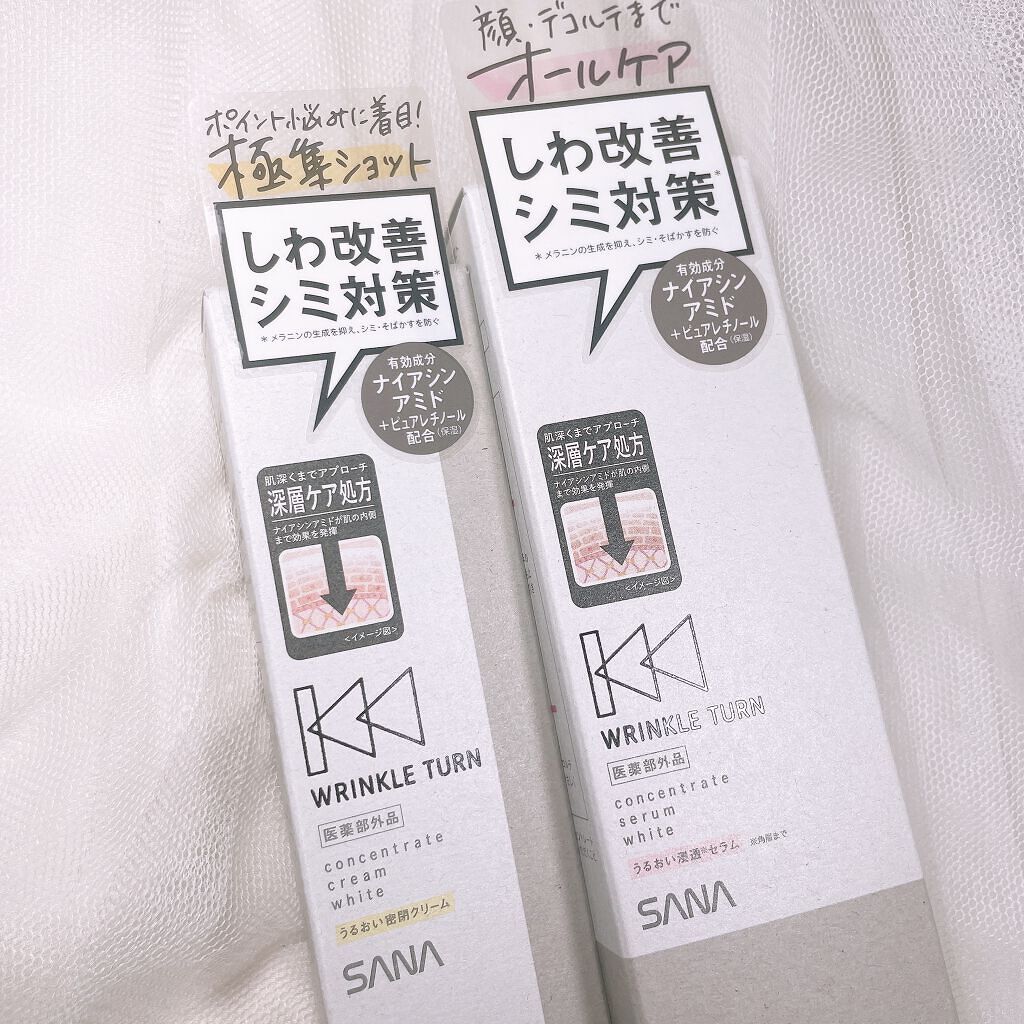 ポイント悩みに着目!
極集ショット
しわ改善
シミ対策*
*メラニンの生成を抑え、シミ・そばかすを防ぐ
有効成分
ナイアシン
アミド
+ピュアレチノール
配合(保湿)
肌深くまでアプローチ
深層ケア処方
ナイアシンアミドが肌の内側
まで効果を発揮
<イメージ図>
WRINKLE TURN
医薬部外品
concentrate
cream
white
うるおい密閉クリーム
SANA
顔・デコルテまで
オールケア
しわ改善
シミ対策*
*メラニンの生成を抑え、シミ・そばかすを防ぐ
有効成分
ナイアシン
アミド
+ピュアレチノール
配合(保湿)
肌深くまでアプローチ
深層ケア処方
ナイアシンアミドが肌の内側
まで効果を発揮
<イメージ図>
WRINKLE TURN
医薬部外品
concentrate
serum
white
うるおい浸透※セラム ※角層まで
SANA